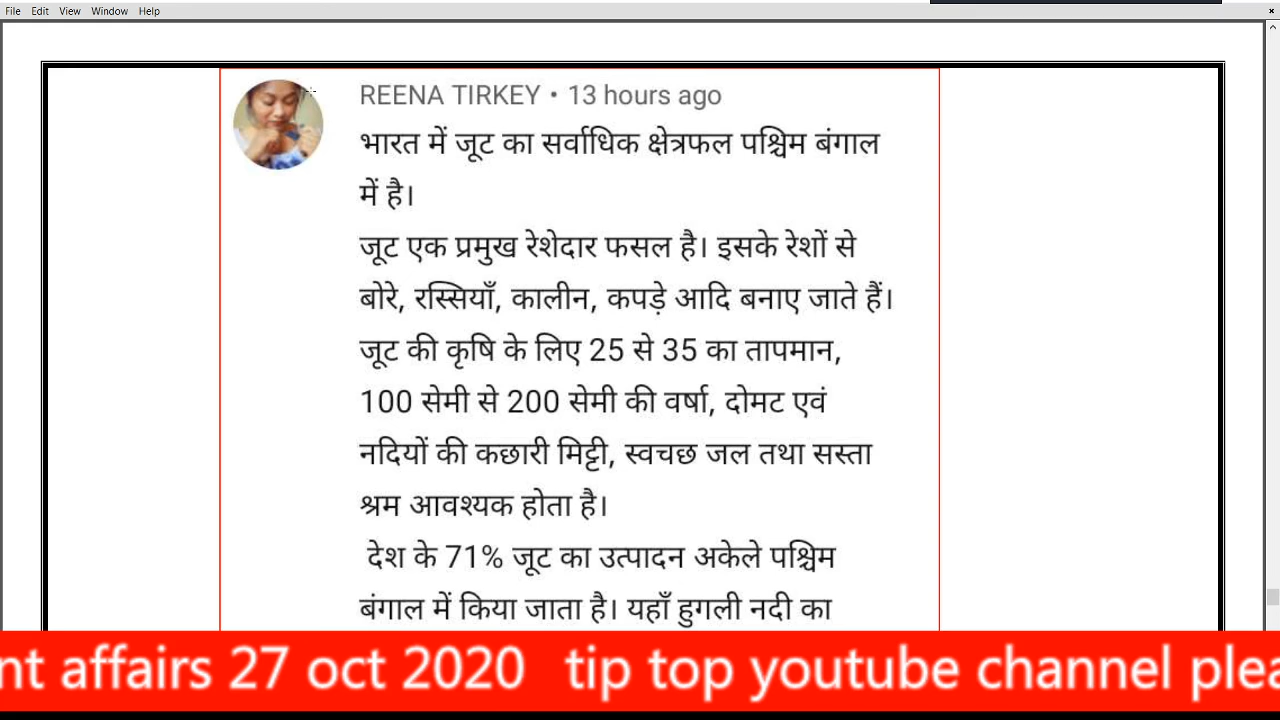 File Edit View Window Help
REENA TIRKEY • 13 hours ago
भारत में जूट का सर्वाधिक क्षेत्रफल पश्चिम बंगाल
में है।
जूट एक प्रमुख रेशेदार फसल है। इसके रेशों से
बोरे, रस्सियाँ, कालीन, कपड़े आदि बनाए जाते हैं।
जूट की कृषि के लिए 25 से 35 का तापमान,
100 सेमी से 200 सेमी की वर्षा, दोमट एवं
नदियों की कछारी मिट्टी, स्वचछ जल तथा सस्ता
श्रम आवश्यक होता है।
देश के 71% जूट का उत्पादन अकेले पश्चिम
बंगाल में किया जाता है। यहाँ हुगली नदी का
nt affairs 27 oct 2020 tip top youtube channel plea